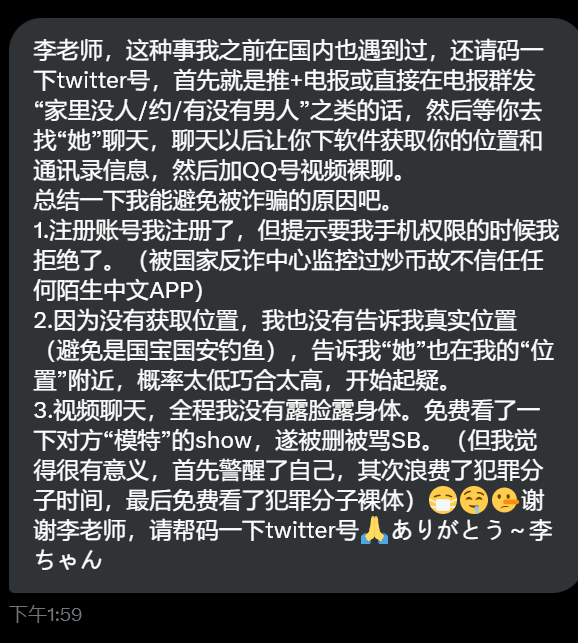 李老师，这种事我之前在国内也遇到过，还请码一
下twitter号，首先就是推+电报或直接在电报群发
“家里没人/约/有没有男人”之类的话，然后等你去
找“她”聊天，聊天以后让你下软件获取你的位置和
通讯录信息，然后加QQ号视频裸聊。
总结一下我能避免被诈骗的原因吧。
1.注册账号我注册了，但提示要我手机权限的时候我
拒绝了。（被国家反诈中心监控过炒币故不信任任
何陌生中文APP）
2.因为没有获取位置，我也没有告诉我真实位置
（避免是国宝国安钓鱼），告诉我“她”也在我的“位
置”附近，概率太低巧合太高，开始起疑。
3.视频聊天，全程我没有露脸露身体。免费看了一
下对方“模特”的show，遂被删被骂SB。（但我觉
得很有意义，首先警醒了自己，其次浪费了犯罪分
子时间，最后免费看了犯罪分子裸体）😷🤤🫡谢
谢李老师，请帮码一下twitter号🙏ありがとう～李
ちゃん
下午1:59